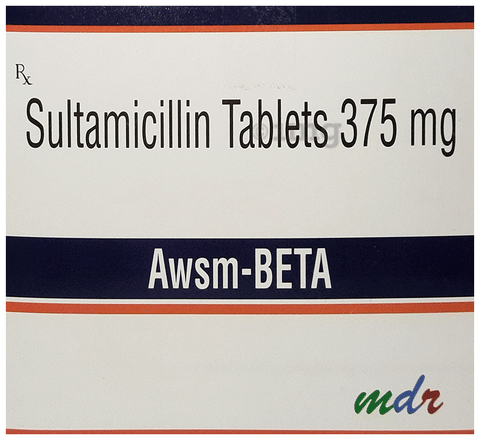 Rx
Sultamicillin Tablets 375 mg
Awsm-BETA
mdr